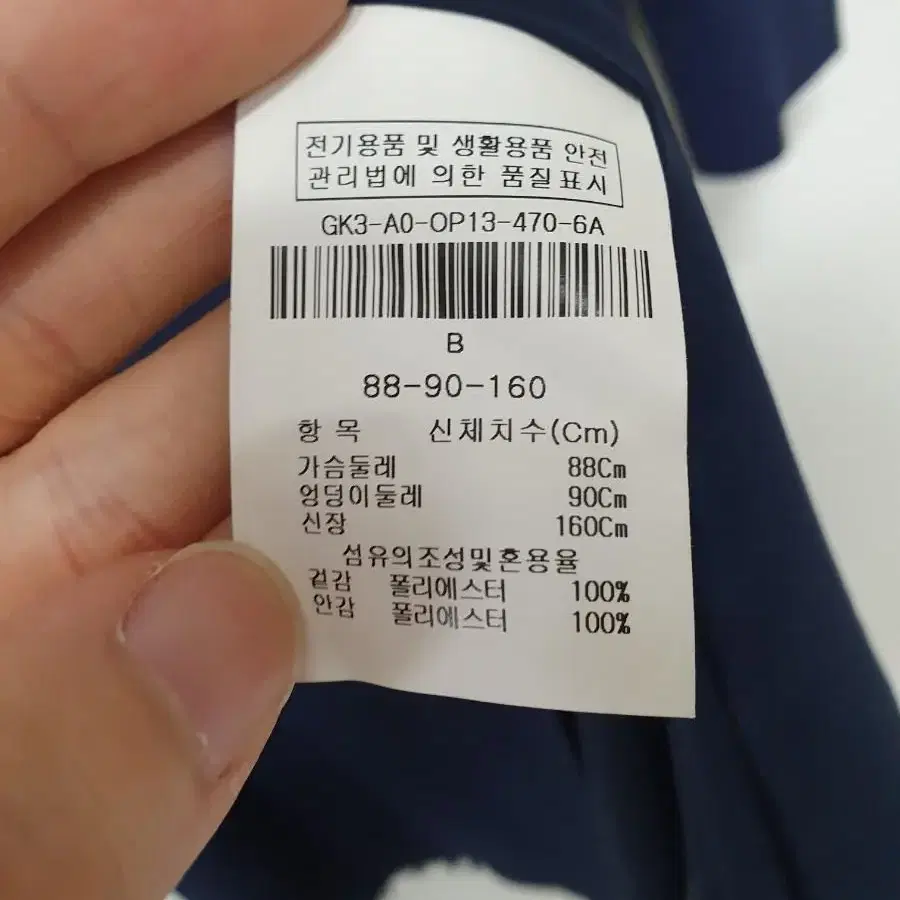 전기용품 및 생활용품 안전
관리법에 의한 품질표시
GK3-A0-OP13-470-6A
B
88-90-160
항 목 신체치수(Cm)
가슴둘레 88Cm
엉덩이둘레 90Cm
신장 160Cm
섬유의조성및혼용율
겉감 폴리에스터 100%
안감 폴리에스터 100%